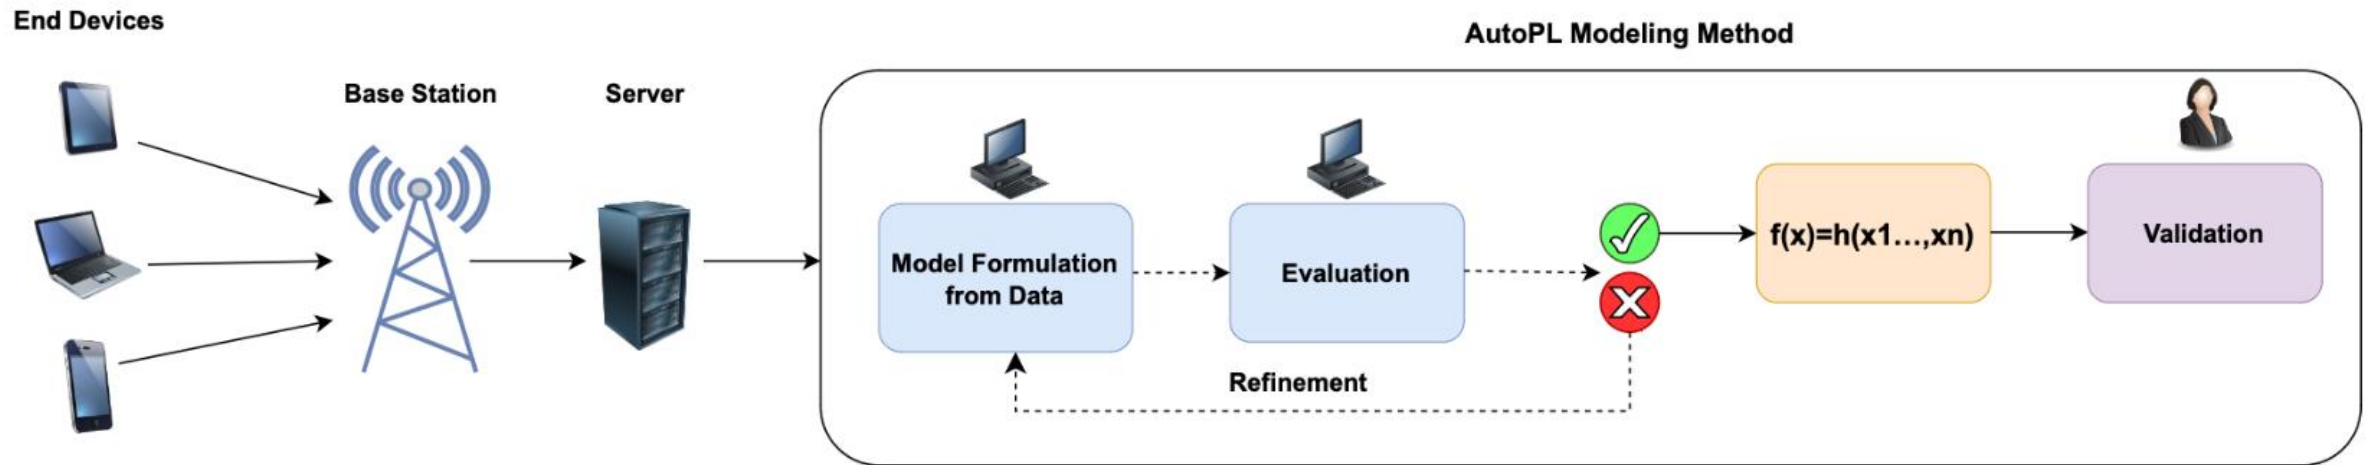 End Devices
AutoPL Modeling Method
Base Station
Server
Model Formulation
from Data
Evaluation
f(x)=h(x1...,xn)
Validation
Refinement